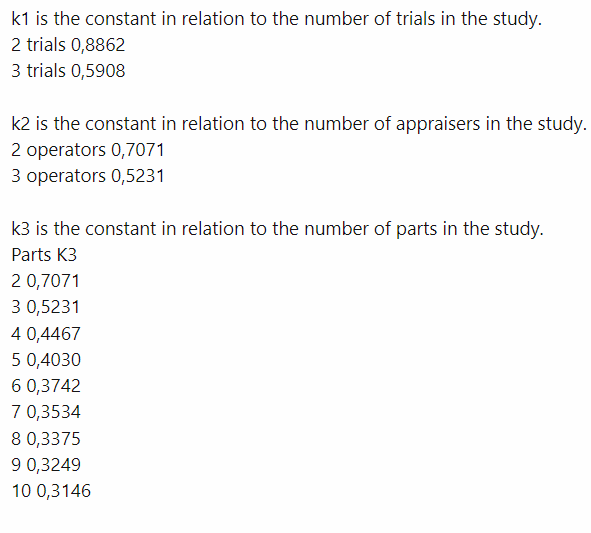 k1 is the constant in relation to the number of trials in the study.
2 trials 0,8862
3 trials 0,5908
k2 is the constant in relation to the number of appraisers in the study.
2 operators 0,7071
3 operators 0,5231
k3 is the constant in relation to the number of parts in the study.
Parts K3
2 0,7071
3 0,5231
4 0,4467
5 0,4030
6 0,3742
7 0,3534
8 0,3375
9 0,3249
10 0,3146